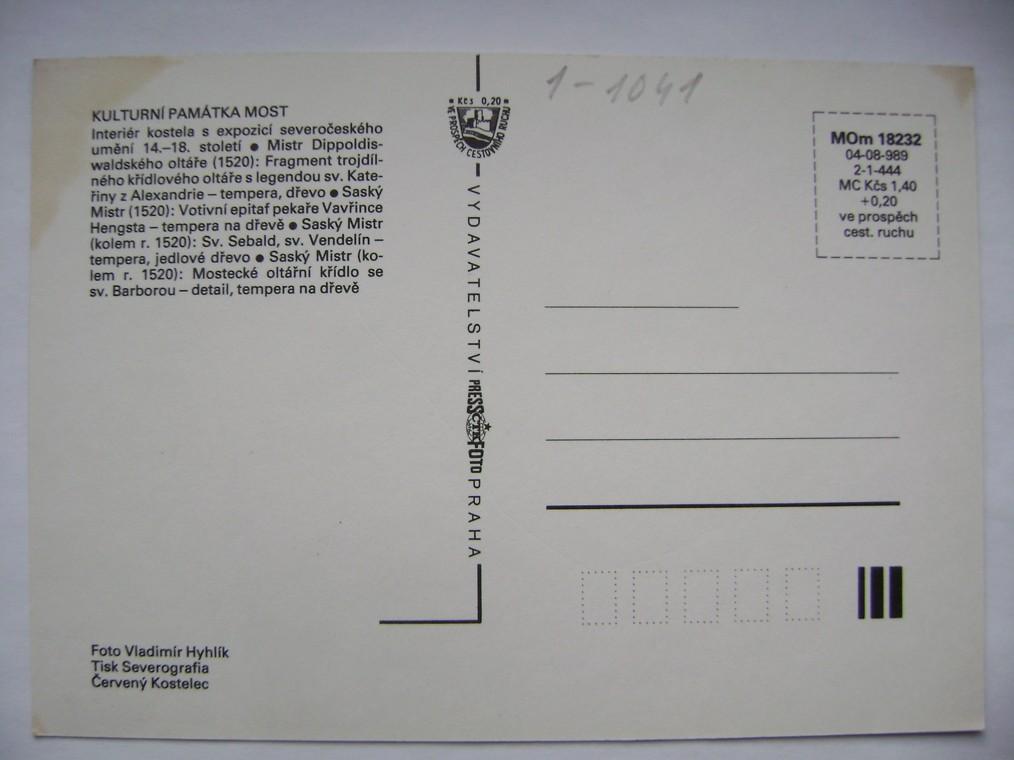 KULTURNÍ PAMÁTKA MOST
Interiér kostela s expozicí severočeského
umění 14.–18. století ● Mistr Dippoldis-
waldského oltáře (1520): Fragment trojdíl-
ného křídlového oltáře s legendou sv. Kate-
řiny z Alexandrie – tempera, dřevo ● Saský
Mistr (1520): Votivní epitaf pekaře Vavřince
Hengsta – tempera na dřevě ● Saský Mistr
(kolem r. 1520): Sv. Sebald, sv. Vendelín –
tempera, jedlové dřevo ● Saský Mistr (ko-
lem r. 1520): Mostecké oltářní křídlo se
sv. Barborou – detail, tempera na dřevě
Foto Vladimír Hyhlík
Tisk Severografia
Červený Kostelec
Kčs 0,20
VE PROSPĚCH CESTOVNÍHO RUCHU
VYDAVATELSTVÍ PRESSFOTO PRAHA
ČTK
1-1041
MOm 18232
04-08-989
2-1-444
MC Kčs 1,40
+0,20
ve prospěch
cest. ruchu